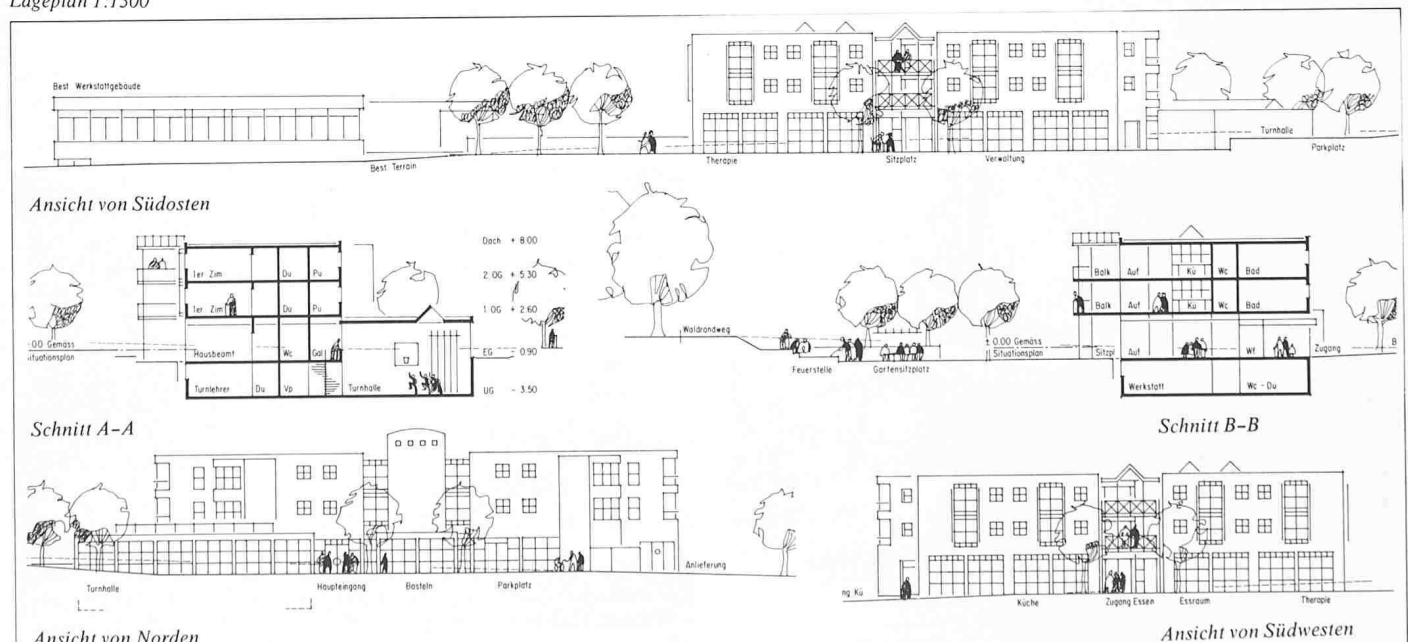 Lageplan 1:1500
Best Werkstattgebäude
Best. Terrain
Therapie
Sitzplatz
Verwaltung
Turnhalle
Parkplatz
Ansicht von Südosten
Dach + 8.00
2. OG + 5.30
1 OG + 2.60
EG - 0.90
UG - 3.50
1er Zim Du Pu
1er Zim Du Pu
Hausbeamt Wc Gal
Turnlehrer Du Vp Turnhalle
Gemäss
Situationsplan
Schnitt A–A
Waldrandweg
Feuerstelle
Gartensitzplatz
± 0.00 Gemäss
Situationsplan
Balk Auf Kü Wc Bad
Balk Auf Kü Wc Bad
Sitzpl Auf Wf Zugang
Werkstatt Wc - Du
Schnitt B–B
Turnhalle
Haupteingang
Basteln
Parkplatz
Anlieferung
Ansicht von Norden
ng Kü
Küche
Zugang Essen
Essraum
Therapie
Ansicht von Südwesten